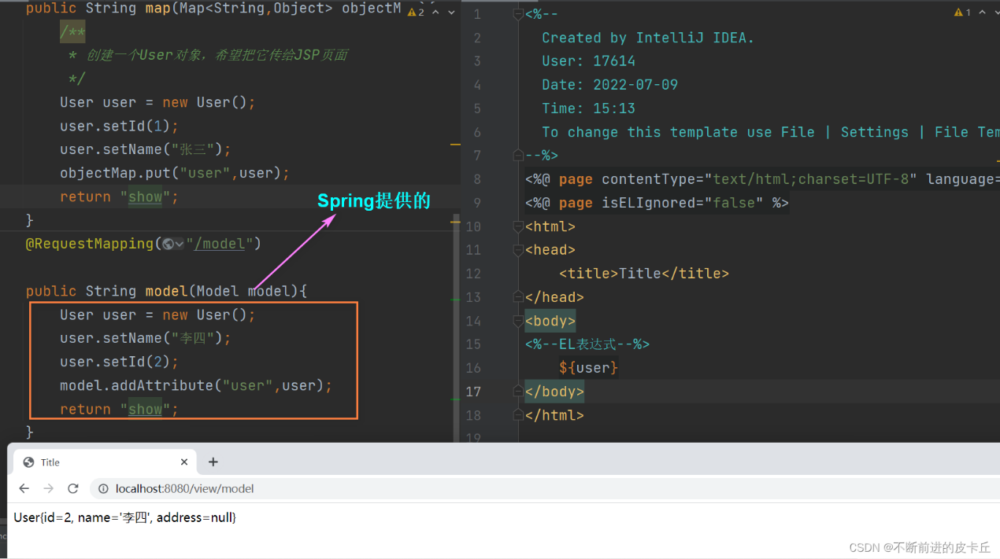 public String map(Map<String,Object> objectM
2
/**
* 创建一个User对象，希望把它传给JSP页面
*/
User user = new User();
user.setId(1);
user.setName("张三");
objectMap.put("user",user);
return "show";
}
Spring提供的
@RequestMapping("/model")
public String model(Model model){
User user = new User();
user.setName("李四");
user.setId(2);
model.addAttribute("user",user);
return "show";
}
1
1 <%--
2 Created by IntelliJ IDEA.
3 User: 17614
4 Date: 2022-07-09
5 Time: 15:13
6 To change this template use File | Settings | File Tem
7 --%>
8 <%@ page contentType="text/html;charset=UTF-8" language=
9 <%@ page isELIgnored="false" %>
10 <html>
11 <head>
12 <title>Title</title>
13 </head>
14 <body>
15 <%--EL表达式--%>
16 ${user}
17 </body>
18 </html>
19
Title
localhost:8080/view/model
User{id=2, name='李四', address=null}
CSDN @不断前进的皮卡丘